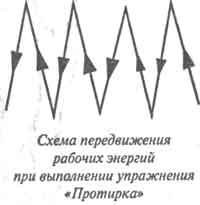 Схема передвижения
рабочих энергий
при выполнении упражнения
«Протирка»